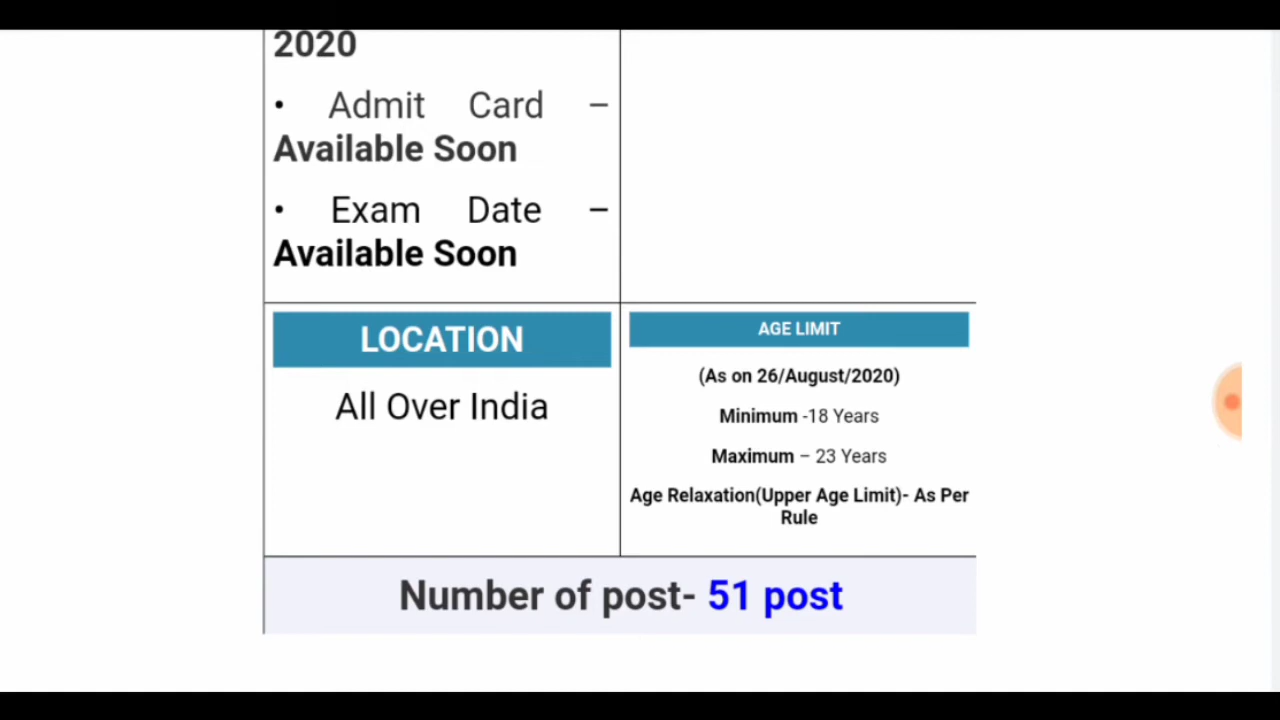 2020
• Admit Card –
Available Soon
• Exam Date –
Available Soon
LOCATION
All Over India
AGE LIMIT
(As on 26/August/2020)
Minimum -18 Years
Maximum – 23 Years
Age Relaxation(Upper Age Limit)- As Per
Rule
Number of post- 51 post